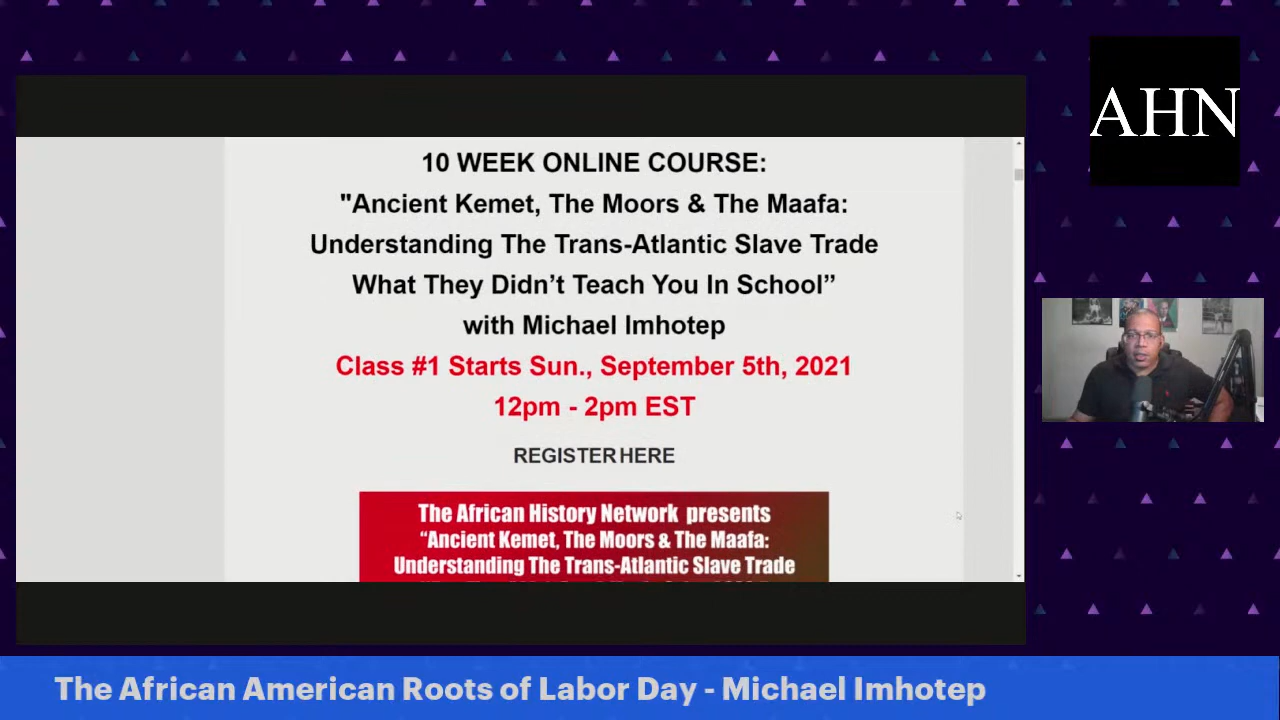 10 WEEK ONLINE COURSE:
"Ancient Kemet, The Moors & The Maafa:
Understanding The Trans-Atlantic Slave Trade
What They Didn’t Teach You In School”
with Michael Imhotep
Class #1 Starts Sun., September 5th, 2021
12pm - 2pm EST
REGISTER HERE
The African History Network presents
“Ancient Kemet, The Moors & The Maafa:
Understanding The Trans-Atlantic Slave Trade
AHN
The African American Roots of Labor Day - Michael Imhotep